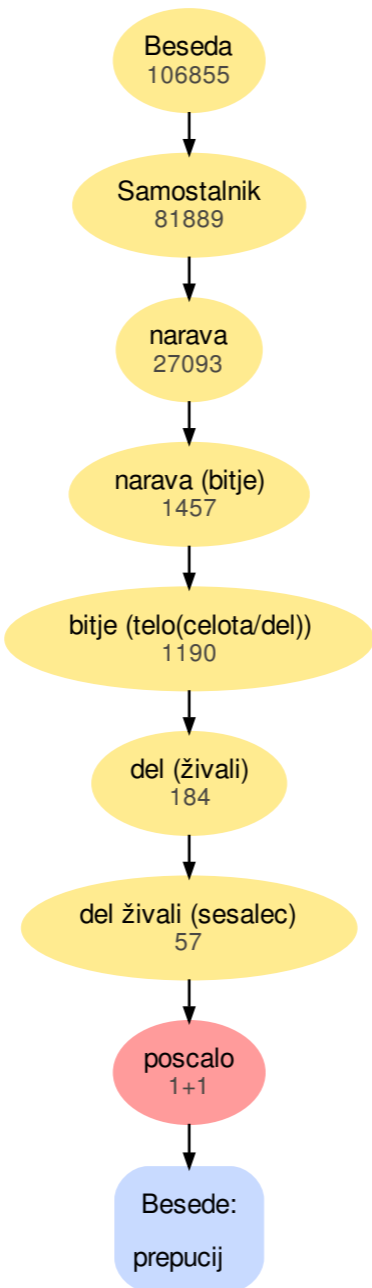 Beseda
106855
Samostalnik
81889
narava
27093
narava (bitje)
1457
bitje (telo(celota/del))
1190
del (živali)
184
del živali (sesalec)
57
poscalo
1+1
Besede:
prepucij